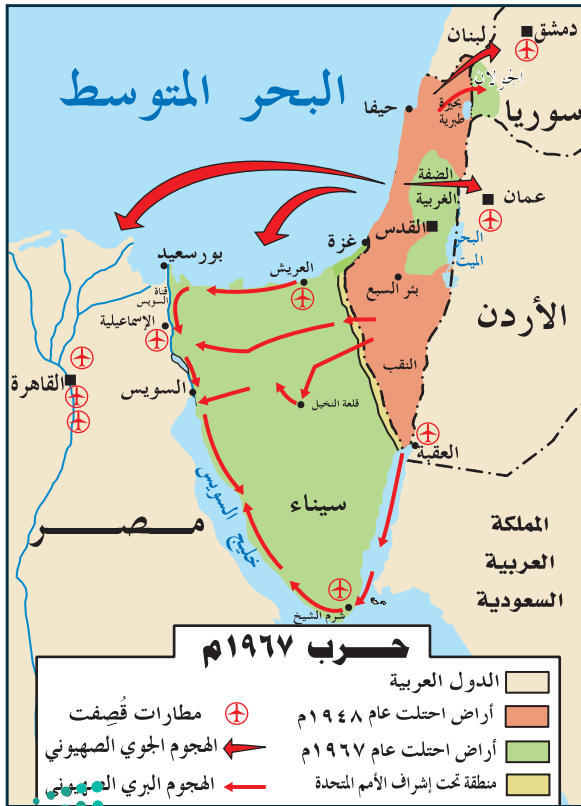 دمشق
لبنان
الجولان
سوريا
البحر المتوسط
حيفا
بحيرة
طبرية
الضفة
الغربية
عمان
القدس
البحر
الميت
غزة
بورسعيد
العريش
قناة
السويس
بئر السبع
الأردن
الإسماعيلية
النقب
القاهرة
السويس
قلعة النخيل
العقبة
سيناء
خليج السويس
مـصـر
المملكة
العربية
السعودية
شرم الشيخ
حـرب ١٩٦٧م
الدول العربية
أراض احتلت عام ١٩٤٨م
أراض احتلت عام ١٩٦٧م
منطقة تحت إشراف الأمم المتحدة
مطارات قُصِفت
الهجوم الجوي الصهيوني
الهجوم البري الصهيوني